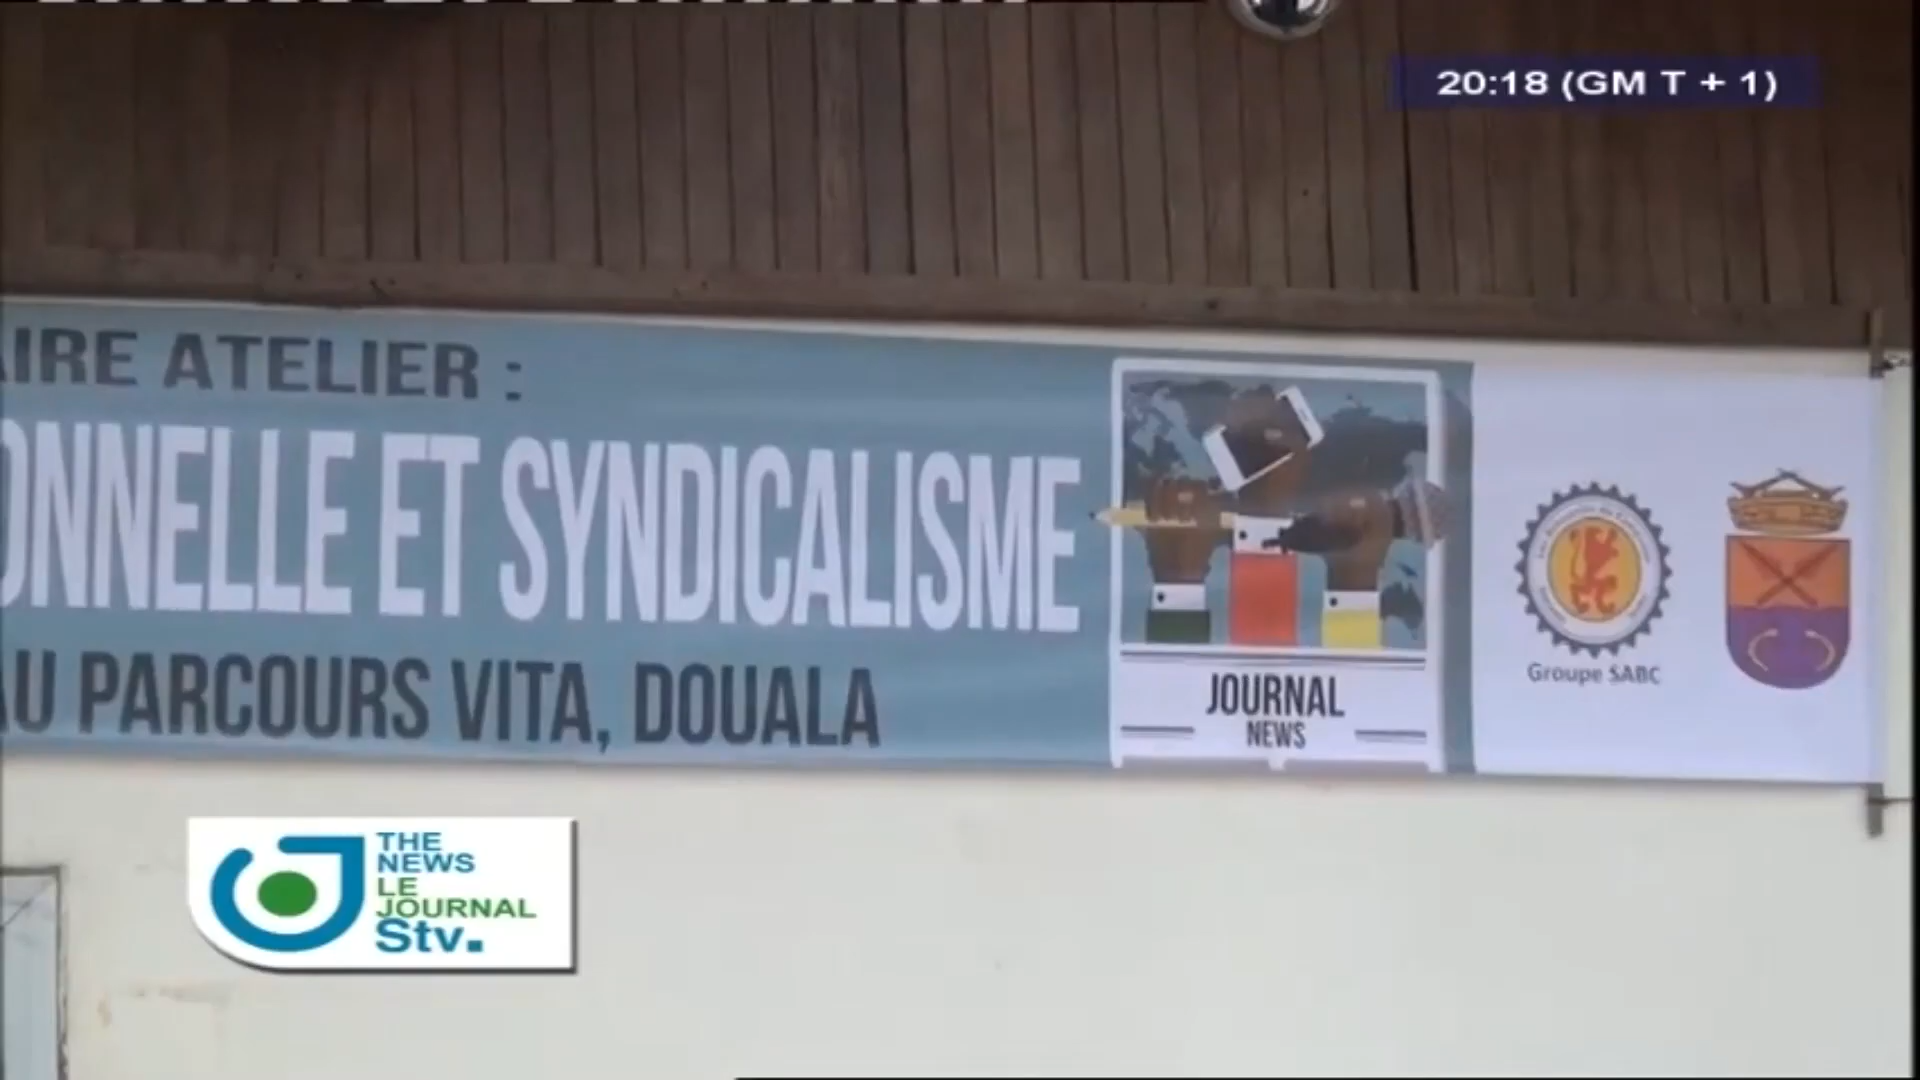 20:18 (GM T + 1)
AIRE ATELIER :
ONNELLE ET SYNDICALISME
AU PARCOURS VITA, DOUALA
JOURNAL
NEWS
Groupe SABC
THE
NEWS
LE
JOURNAL
Stv.